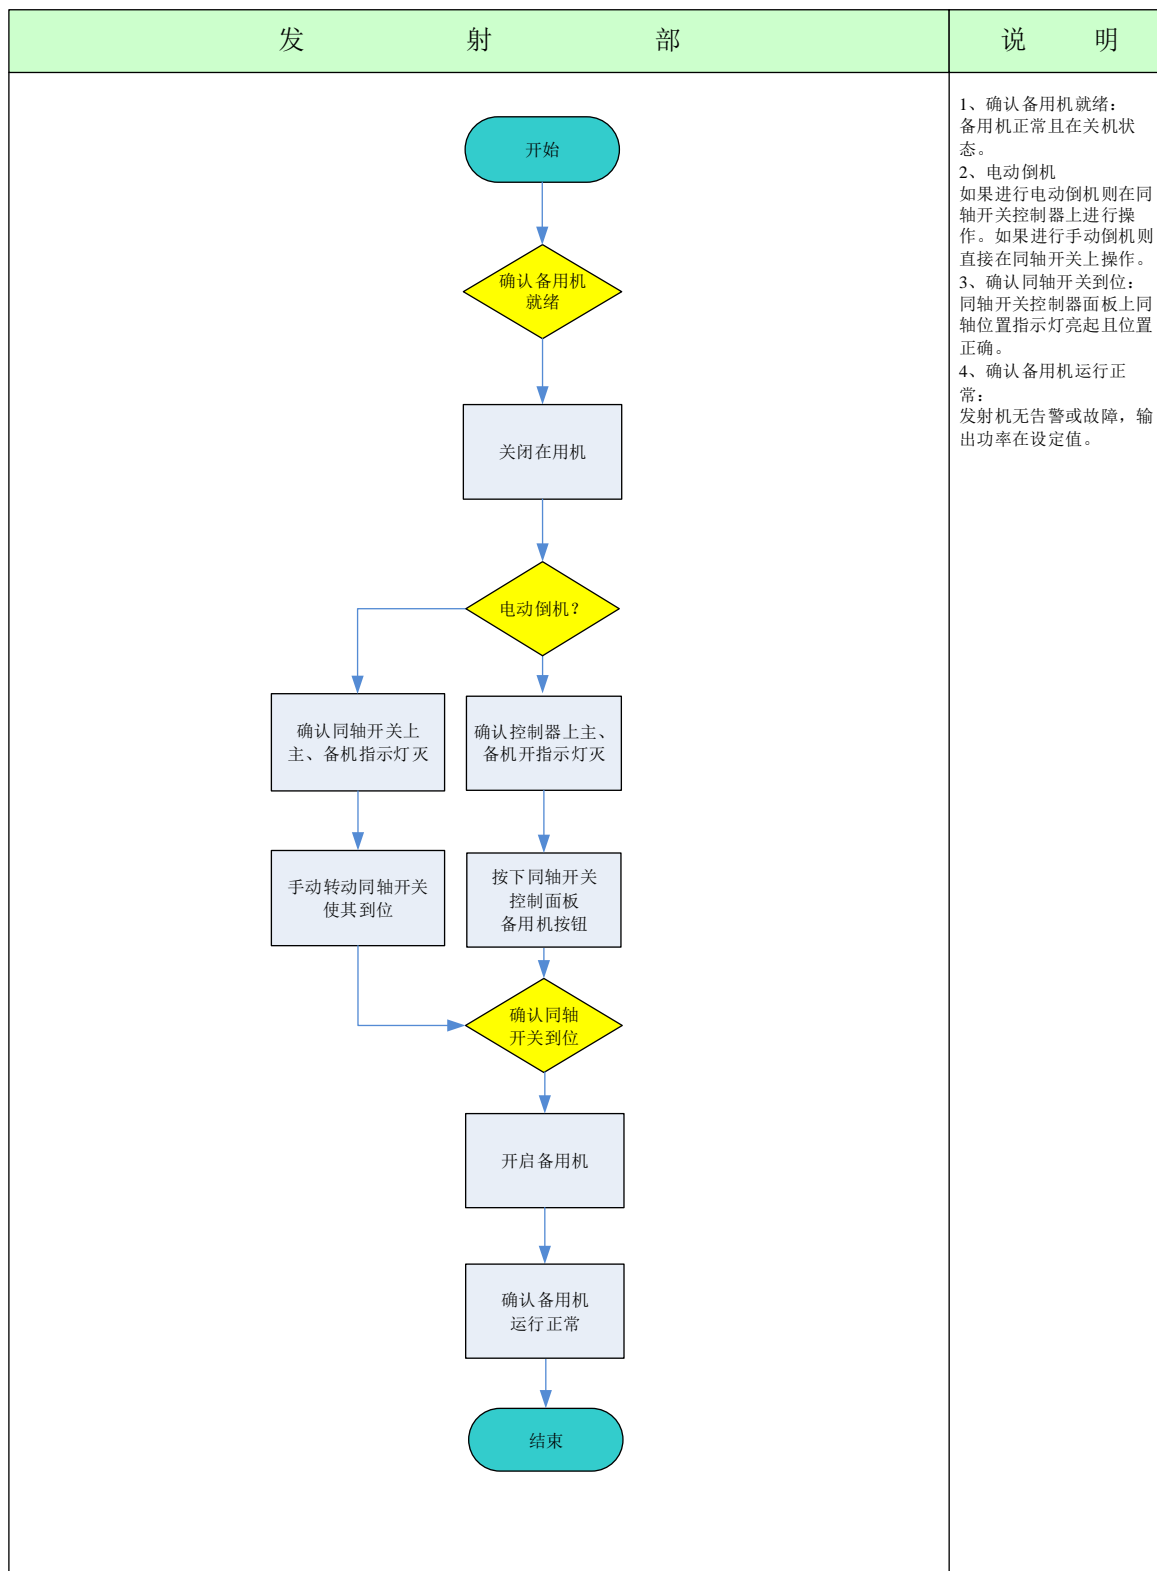 发 射 部
说 明
开始
确认备用机
就绪
关闭在用机
电动倒机？
确认同轴开关上
主、备机指示灯灭
确认控制器上主、
备机开指示灯灭
手动转动同轴开关
使其到位
按下同轴开关
控制面板
备用机按钮
确认同轴
开关到位
开启备用机
确认备用机
运行正常
结束
1、确认备用机就绪：
备用机正常且在关机状
态。
2、电动倒机
如果进行电动倒机则在同
轴开关控制器上进行操
作。如果进行手动倒机则
直接在同轴开关上操作。
3、确认同轴开关到位：
同轴开关控制器面板上同
轴位置指示灯亮起且位置
正确。
4、确认备用机运行正
常：
发射机无告警或故障，输
出功率在设定值。